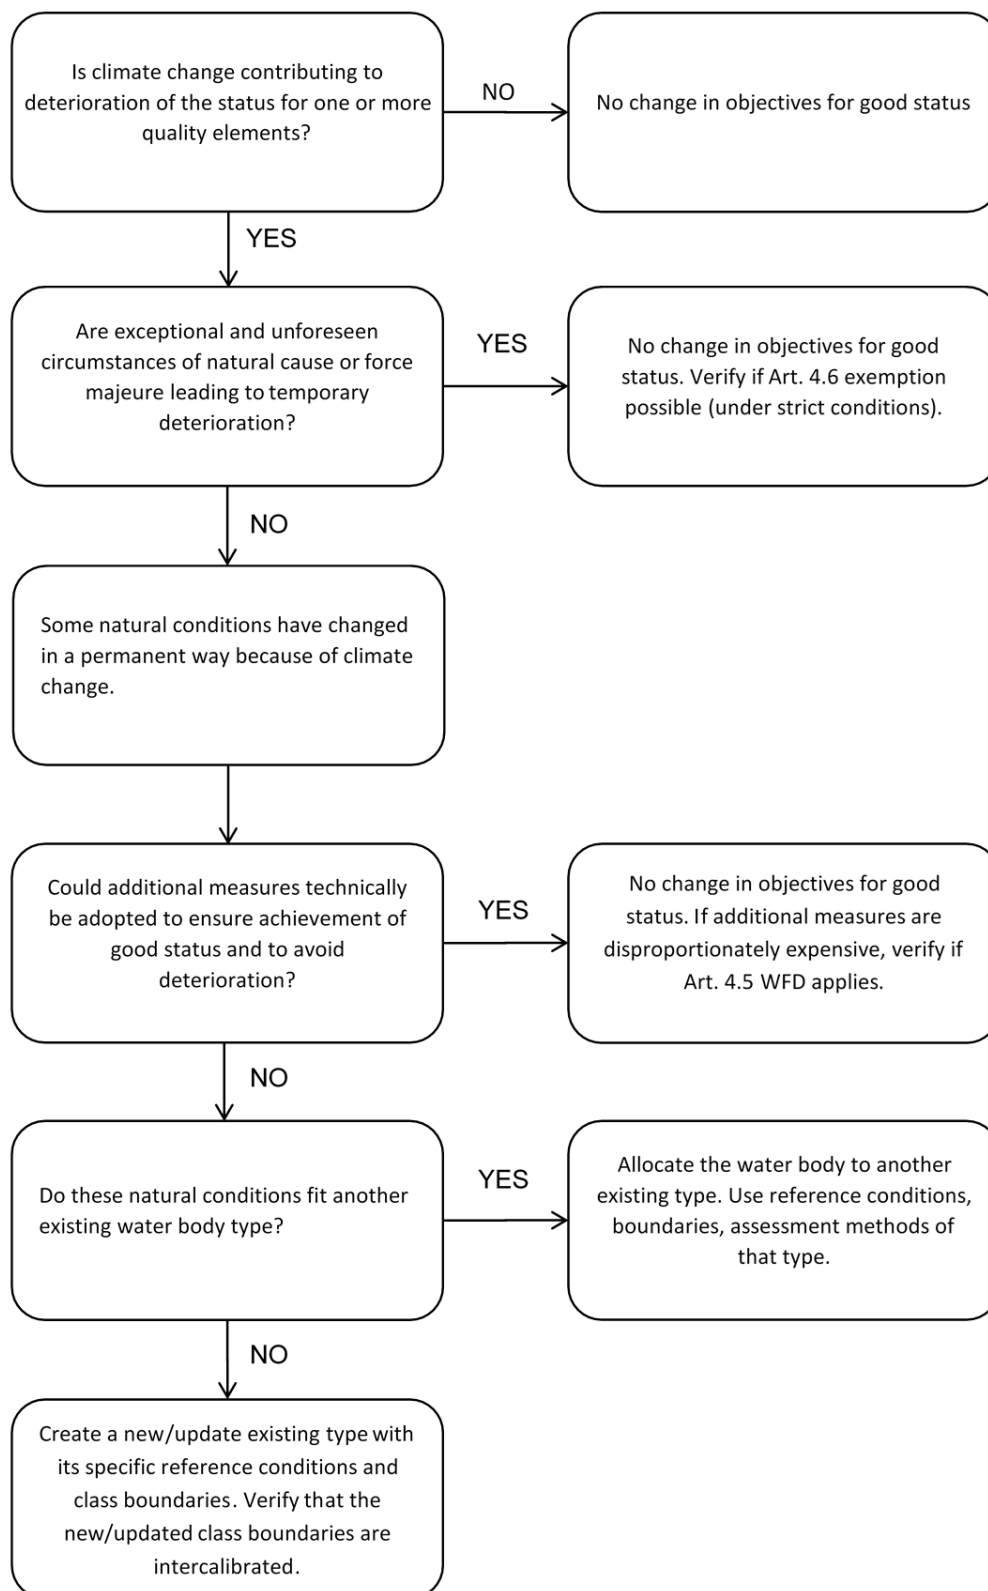 Is climate change contributing to
deterioration of the status for one or more
quality elements?
NO
No change in objectives for good status
YES
Are exceptional and unforeseen
circumstances of natural cause or force
majeure leading to temporary
deterioration?
YES
No change in objectives for good
status. Verify if Art. 4.6 exemption
possible (under strict conditions).
NO
Some natural conditions have changed
in a permanent way because of climate
change.
Could additional measures technically
be adopted to ensure achievement of
good status and to avoid
deterioration?
YES
No change in objectives for good
status. If additional measures are
disproportionately expensive, verify if
Art. 4.5 WFD applies.
NO
Do these natural conditions fit another
existing water body type?
YES
Allocate the water body to another
existing type. Use reference conditions,
boundaries, assessment methods of
that type.
NO
Create a new/update existing type with
its specific reference conditions and
class boundaries. Verify that the
new/updated class boundaries are
intercalibrated.